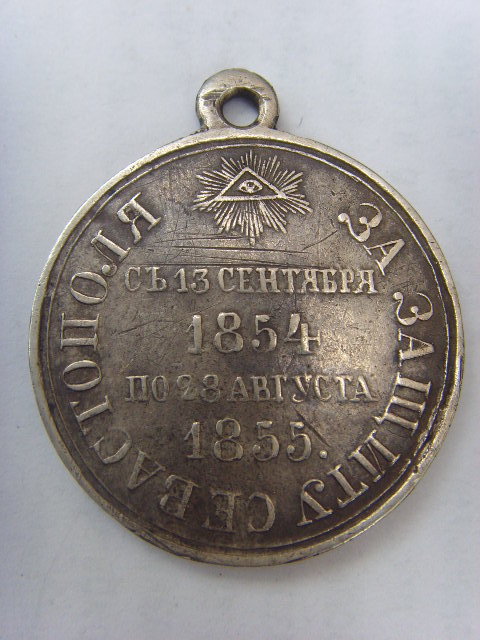 ЗА ЗАЩИТУ СЕВАСТОПОЛЯ
СЪ 13 СЕНТЯБРЯ
1854
ПО 28 АВГУСТА
1855.